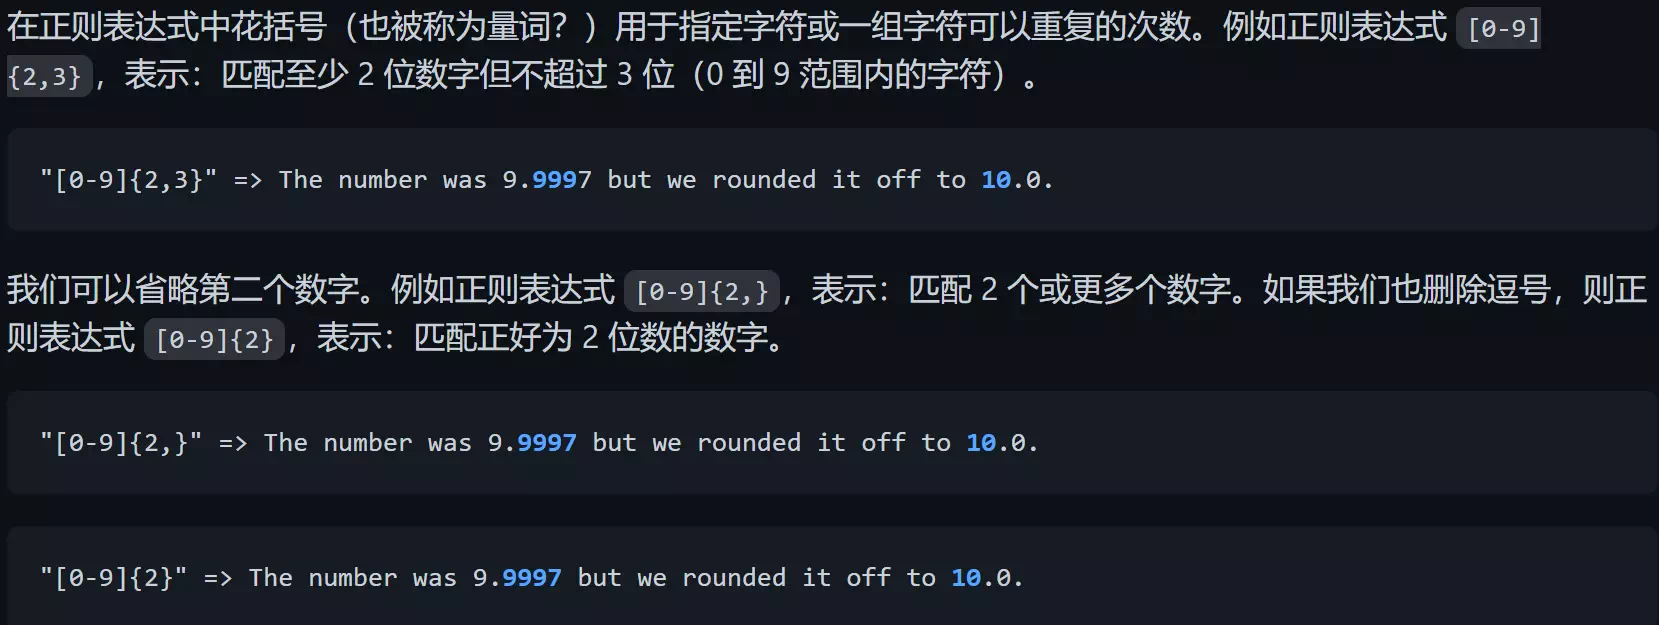 在正则表达式中花括号（也被称为量词？）用于指定字符或一组字符可以重复的次数。例如正则表达式 [0-9]
{2,3}，表示：匹配至少 2 位数字但不超过 3 位（0 到 9 范围内的字符）。
"[0-9]{2,3}" => The number was 9.9997 but we rounded it off to 10.0.
我们可以省略第二个数字。例如正则表达式 [0-9]{2,}，表示：匹配 2 个或更多个数字。如果我们也删除逗号，则正
则表达式 [0-9]{2}，表示：匹配正好为 2 位数的数字。
"[0-9]{2,}" => The number was 9.9997 but we rounded it off to 10.0.
"[0-9]{2}" => The number was 9.9997 but we rounded it off to 10.0.